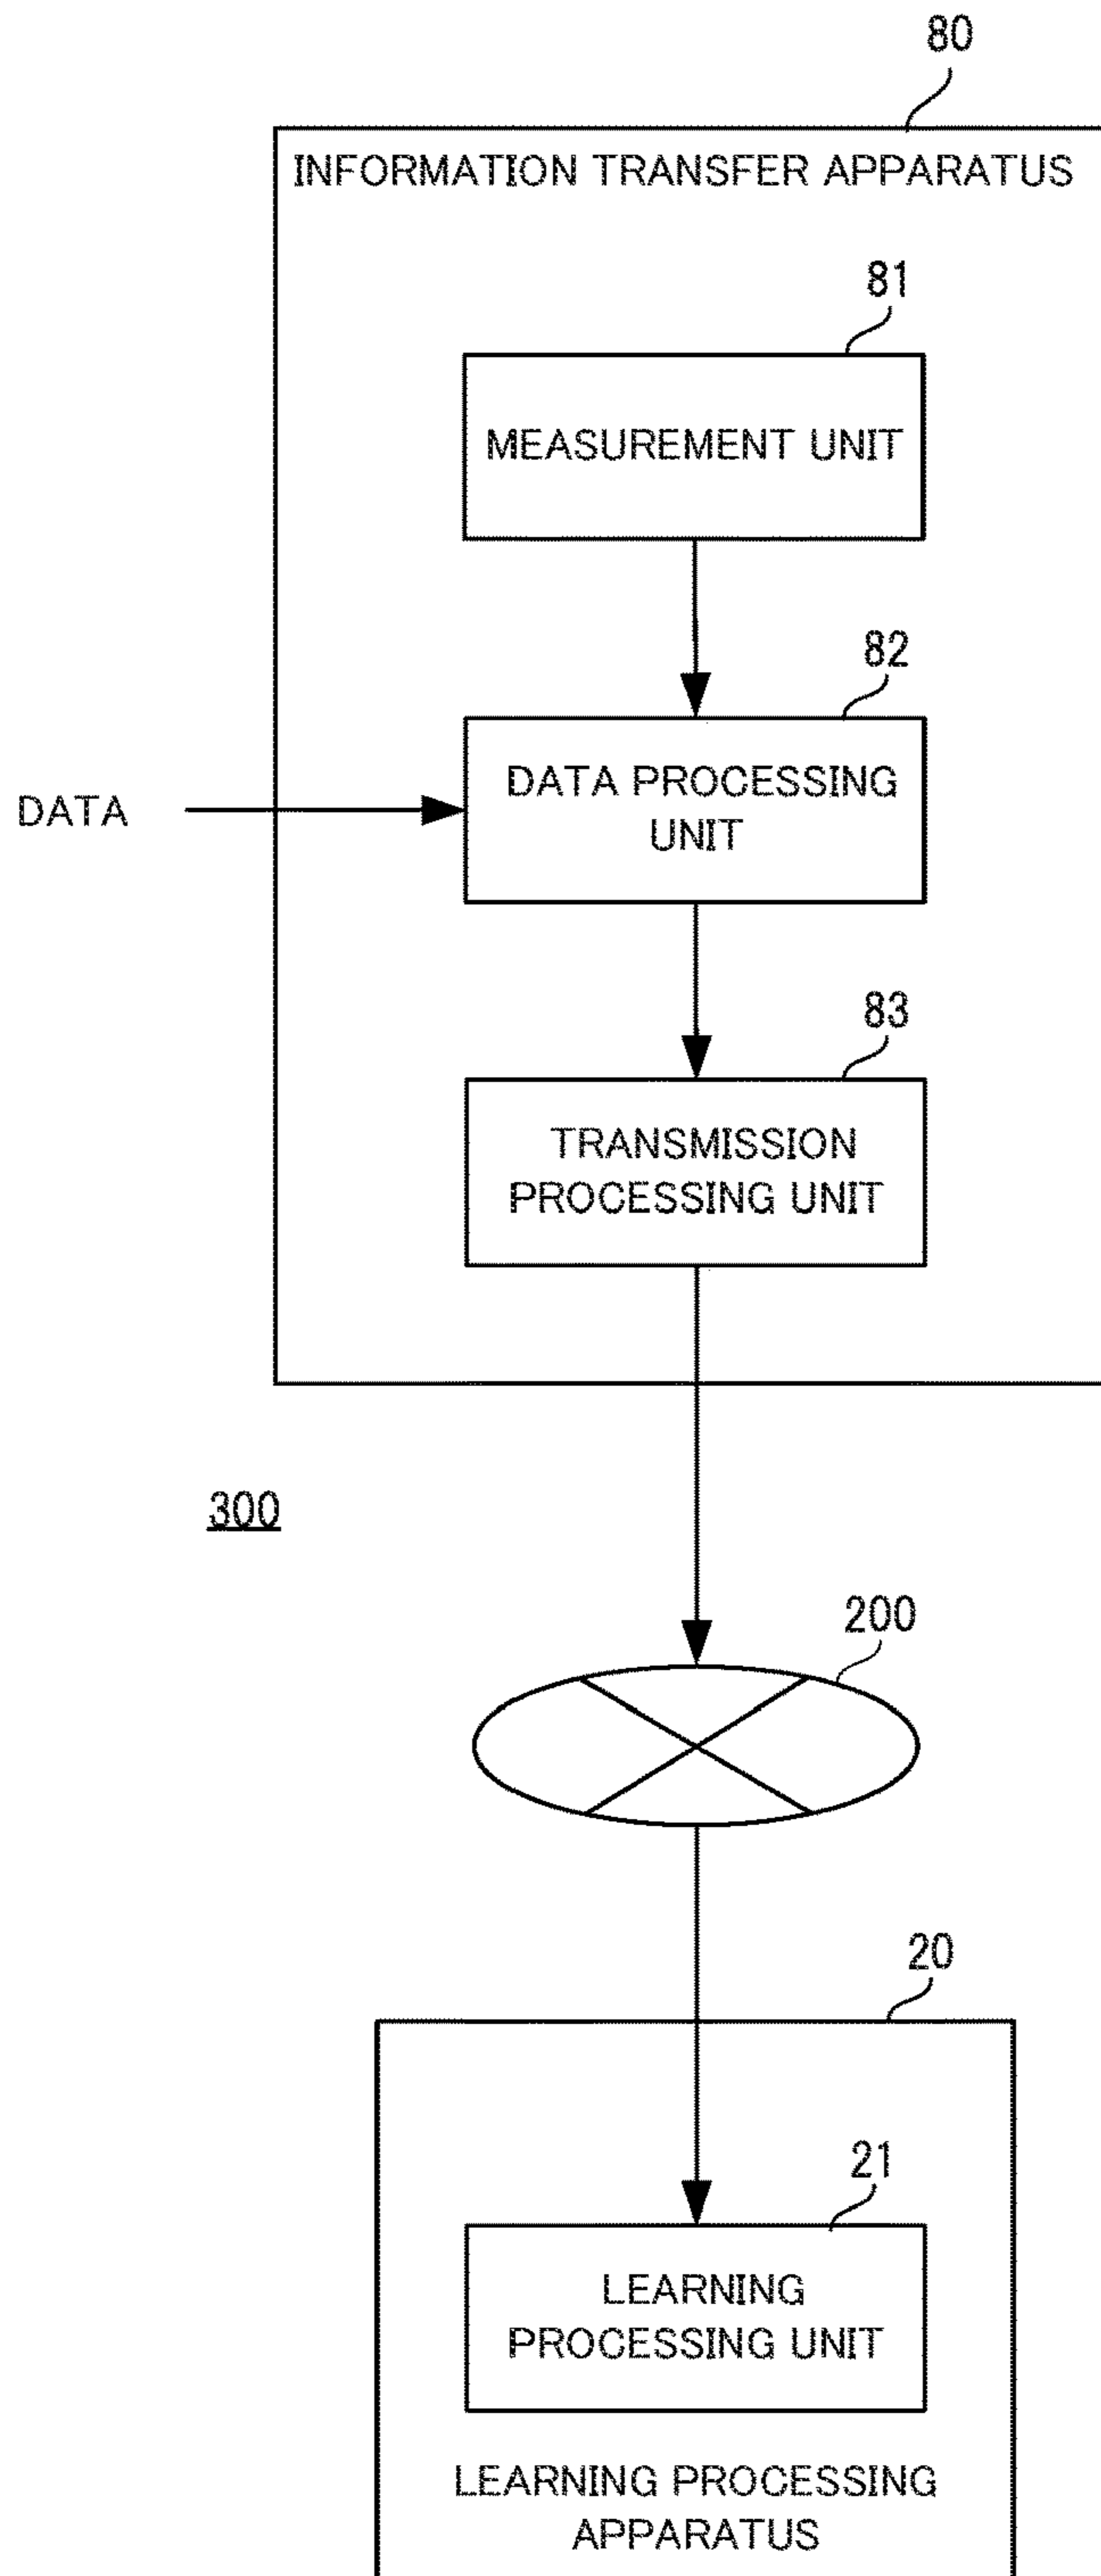 80
INFORMATION TRANSFER APPARATUS
81
MEASUREMENT UNIT
82
DATA PROCESSING
UNIT
DATA
83
TRANSMISSION
PROCESSING UNIT
300
200
20
21
LEARNING
PROCESSING UNIT
LEARNING PROCESSING
APPARATUS